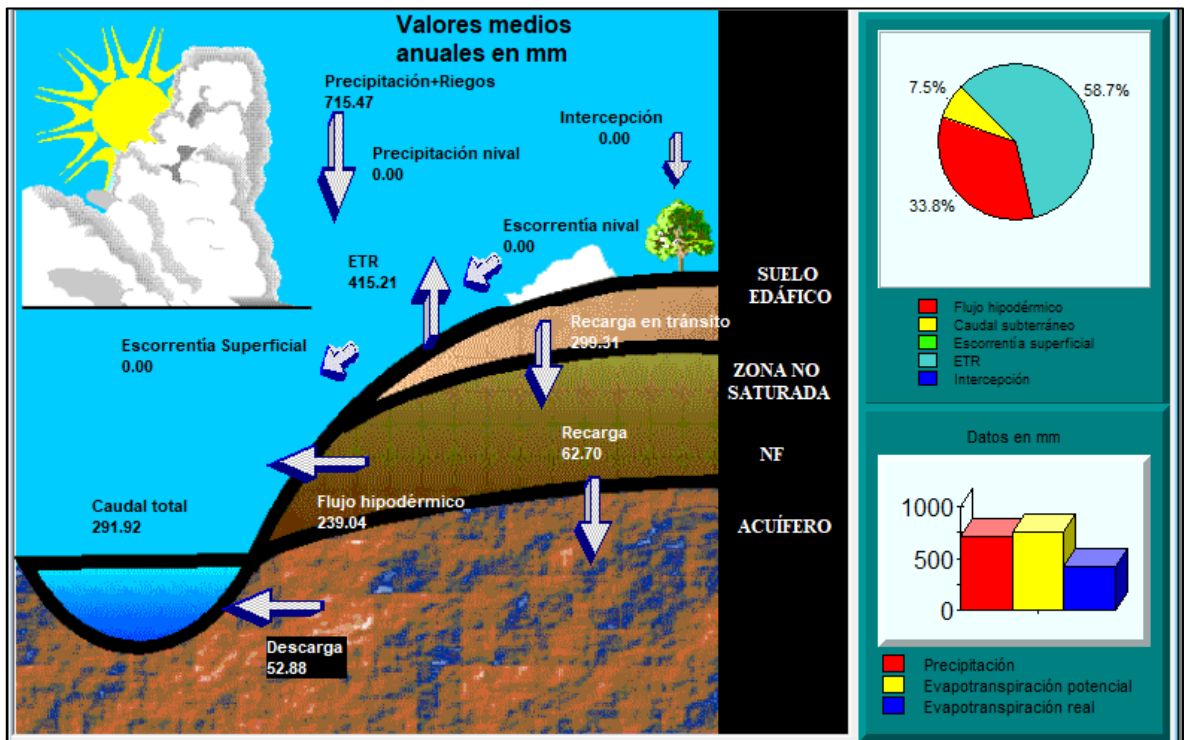 Valores medios
anuales en mm
Precipitación+Riegos
715.47
Intercepción
0.00
Precipitación nival
0.00
Escorrentía nival
0.00
ETR
415.21
Escorrentía Superficial
0.00
Recarga en tránsito
299.31
Recarga
62.70
Flujo hipodérmico
239.04
Caudal total
291.92
Descarga
52.88
SUELO
EDÁFICO
ZONA NO
SATURADA
NF
ACUÍFERO
7.5%
58.7%
33.8%
Flujo hipodérmico
Caudal subterráneo
Escorrentía superficial
ETR
Intercepción
Datos en mm
1000
500
0
Precipitación
Evapotranspiración potencial
Evapotranspiración real